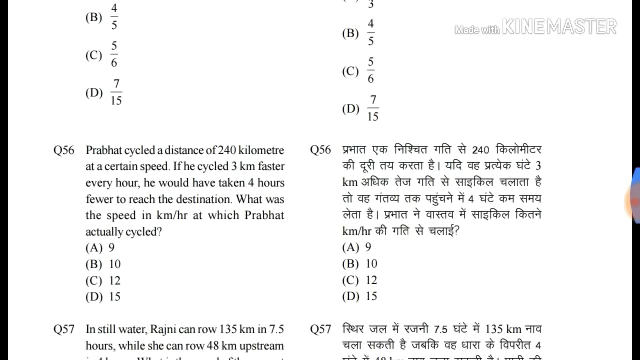 (B) 4/5
(C) 5/6
(D) 7/15
Q56 Prabhat cycled a distance of 240 kilometre
at a certain speed. If he cycled 3 km faster
every hour, he would have taken 4 hours
fewer to reach the destination. What was
the speed in km/hr at which Prabhat
actually cycled?
(A) 9
(B) 10
(C) 12
(D) 15
Q57 In still water, Rajni can row 135 km in 7.5
hours, while she can row 48 km upstream
3
(B) 4/5
(C) 5/6
(D) 7/15
Q56 प्रभात एक निश्चित गति से 240 किलोमीटर
की दूरी तय करता है। यदि वह प्रत्येक घंटे 3
km अधिक तेज गति से साइकिल चलाता है
तो वह गंतव्य तक पहुंचने में 4 घंटे कम समय
लेता है। प्रभात ने वास्तव में साइकिल कितने
km/hr की गति से चलाई?
(A) 9
(B) 10
(C) 12
(D) 15
Q57 स्थिर जल में रजनी 7.5 घंटे में 135 km नाव
चला सकती है जबकि वह धारा के विपरीत 4
Made with KINEMASTER